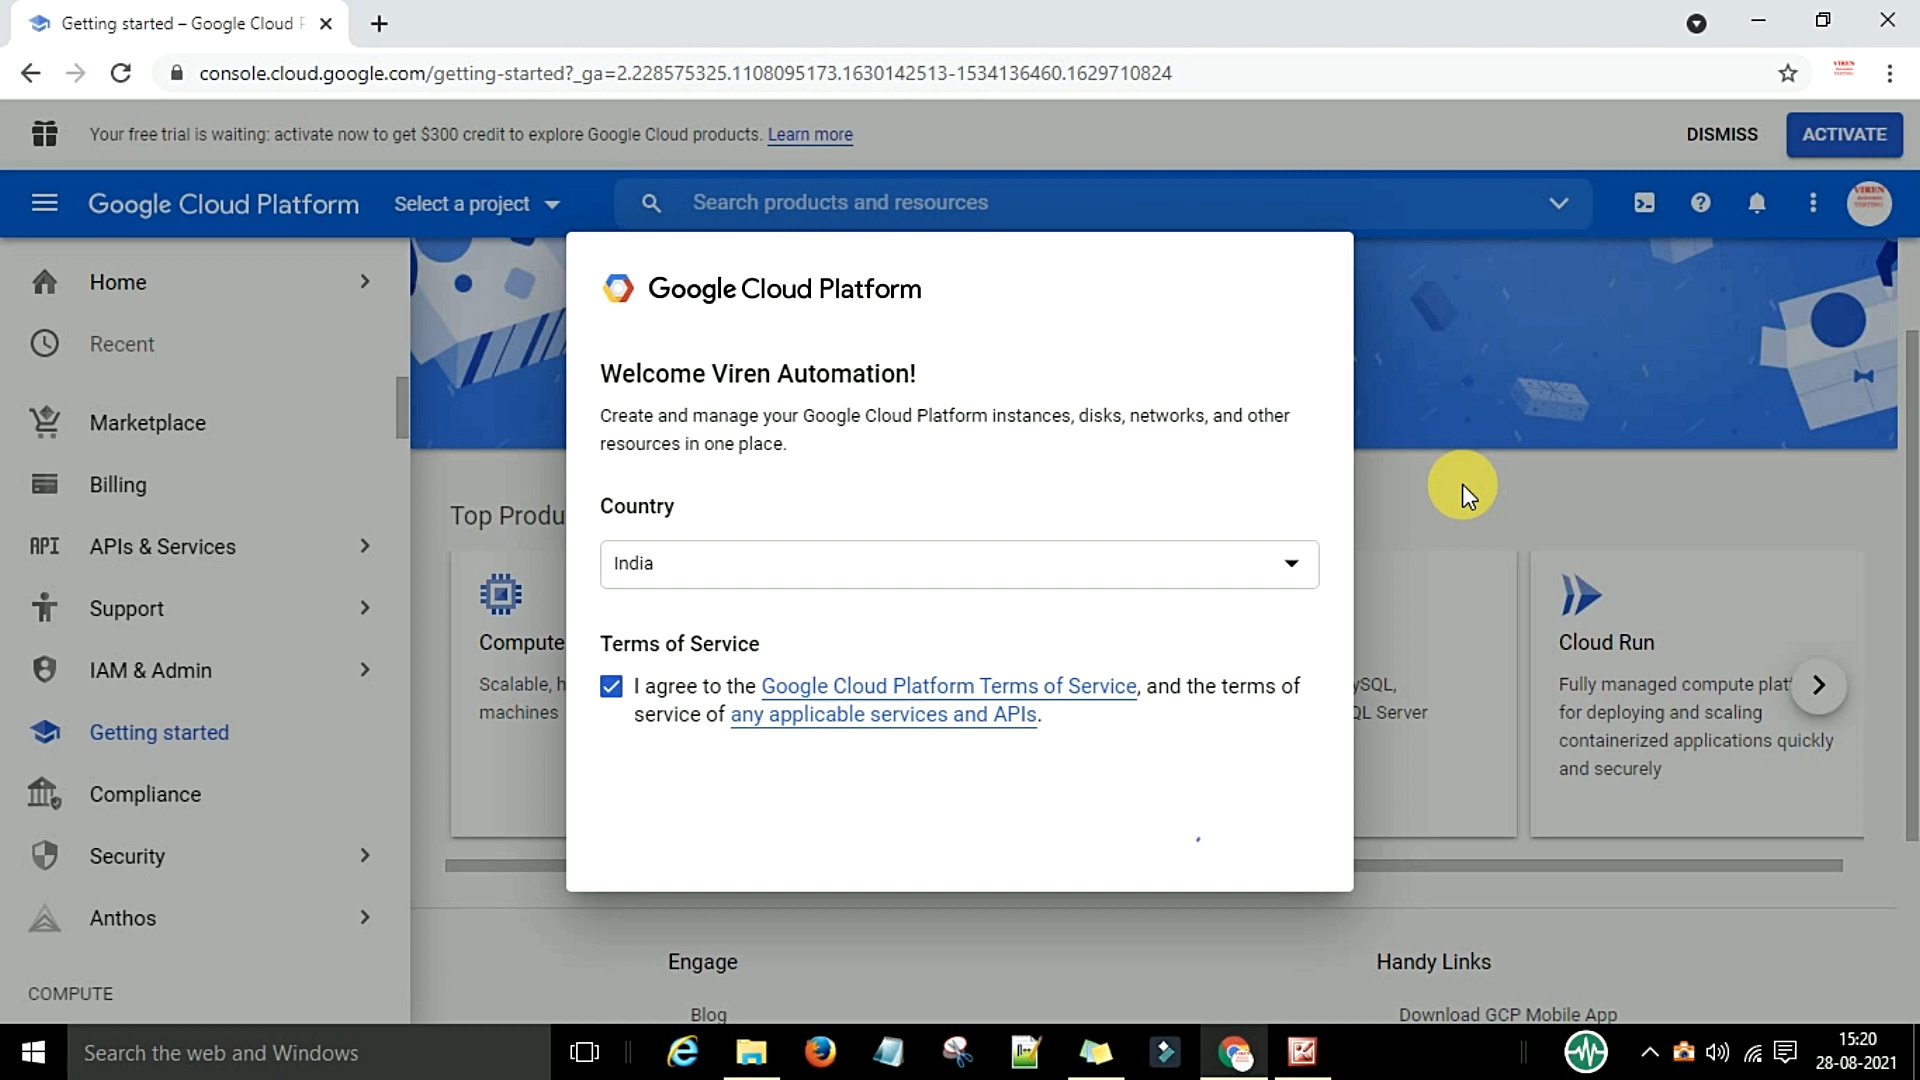 Getting started – Google Cloud P
console.cloud.google.com/getting-started?_ga=2.228575325.1108095173.1630142513-1534136460.1629710824
VIREN
Your free trial is waiting: activate now to get $300 credit to explore Google Cloud products. Learn more
DISMISS
ACTIVATE
Google Cloud Platform
Select a project
Search products and resources
VIREN
Home
Recent
Marketplace
Billing
API
APIs & Services
Support
IAM & Admin
Getting started
Compliance
Security
Anthos
COMPUTE
Google Cloud Platform
Welcome Viren Automation!
Create and manage your Google Cloud Platform instances, disks, networks, and other
resources in one place.
Country
India
Terms of Service
I agree to the Google Cloud Platform Terms of Service, and the terms of
service of any applicable services and APIs.
Top Produ
Compute
Scalable, h
machines
ySQL,
QL Server
Cloud Run
Fully managed compute plat
for deploying and scaling
containerized applications quickly
and securely
Engage
Blog
Handy Links
Download GCP Mobile App
Search the web and Windows
15:20
28-08-2021